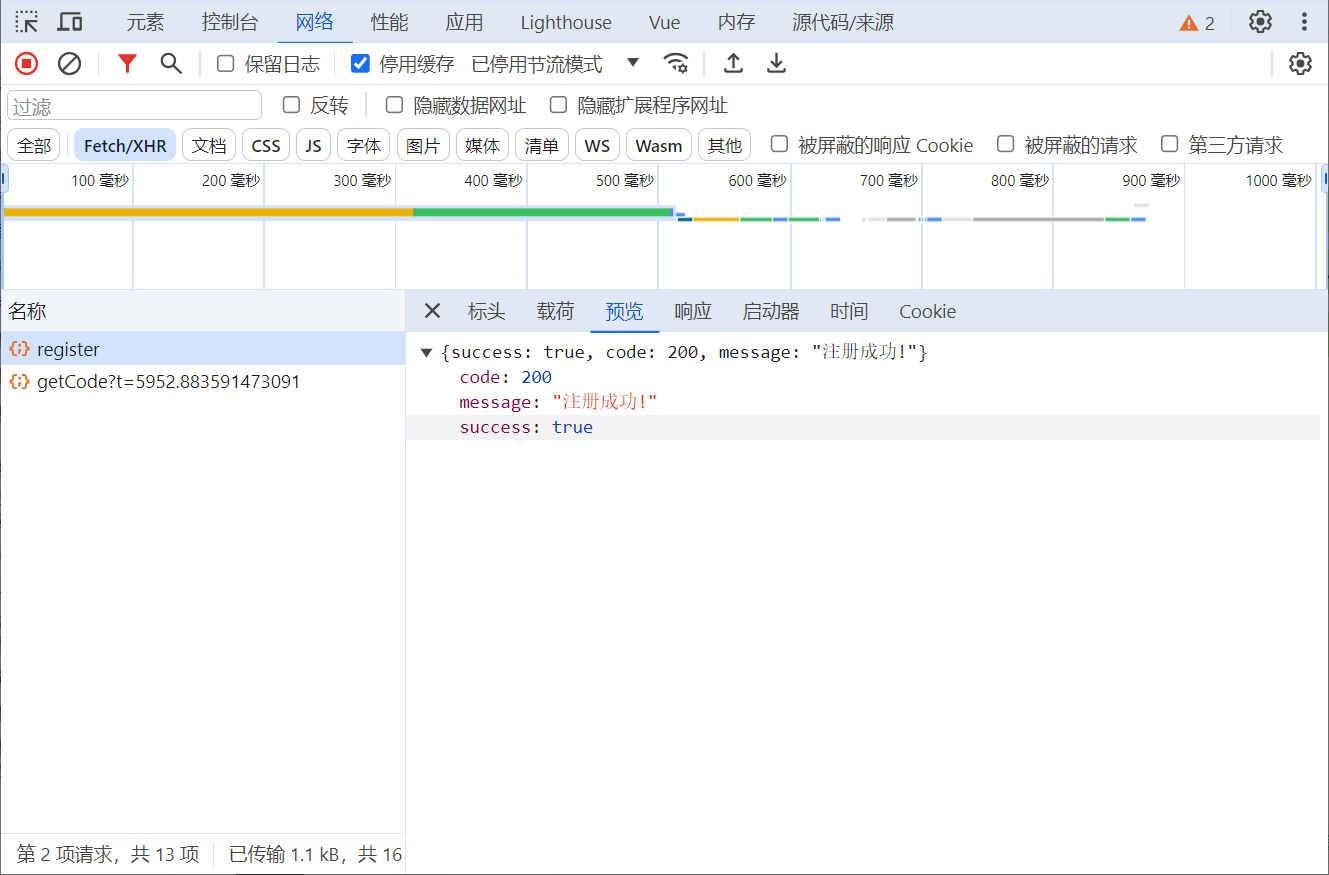 元素 控制台 网络 性能 应用 Lighthouse Vue 内存 源代码/来源 2
保留日志 停用缓存 已停用节流模式
过滤 反转 隐藏数据网址 隐藏扩展程序网址
全部 Fetch/XHR 文档 CSS JS 字体 图片 媒体 清单 WS Wasm 其他 被屏蔽的响应 Cookie 被屏蔽的请求 第三方请求
100 毫秒 200 毫秒 300 毫秒 400 毫秒 500 毫秒 600 毫秒 700 毫秒 800 毫秒 900 毫秒 1000 毫秒
名称
register
getCode?t=5952.883591473091
标头 载荷 预览 响应 启动器 时间 Cookie
{success: true, code: 200, message: "注册成功!"}
code: 200
message: "注册成功!"
success: true
第 2 项请求，共 13 项 已传输 1.1 kB，共 16